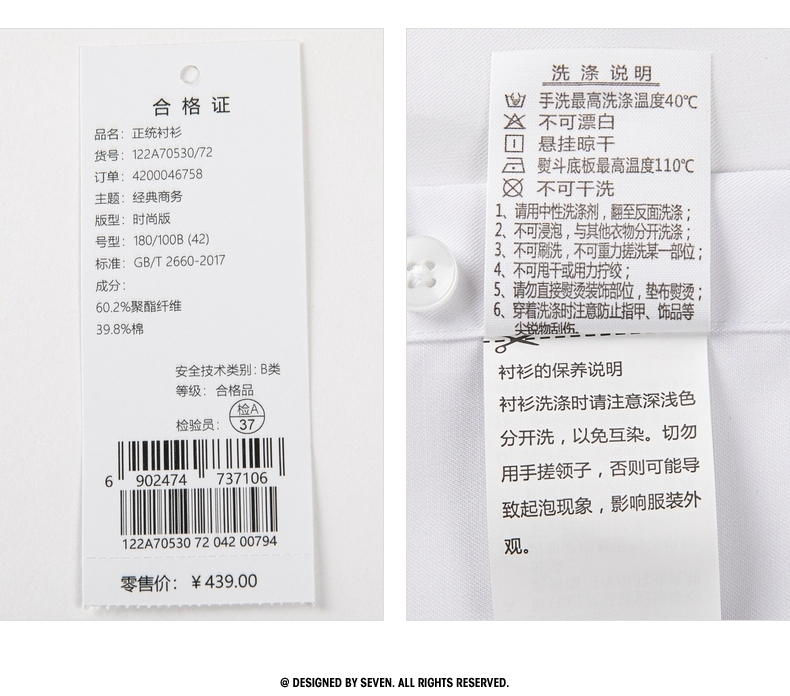 合格证
品名：正统衬衫
货号：122A70530/72
订单：4200046758
主题：经典商务
版型：时尚版
号型：180/100B (42)
标准：GB/T 2660-2017
成分：
60.2%聚酯纤维
39.8%棉
安全技术类别：B类
等级：合格品
检验员：检A 37
6 902474 737106
122A70530 72 042 00794
零售价：￥439.00
洗涤说明
手洗最高洗涤温度40℃
不可漂白
悬挂晾干
熨斗底板最高温度110℃
不可干洗
1、请用中性洗涤剂，翻至反面洗涤；
2、不可浸泡，与其他衣物分开洗涤；
3、不可刷洗，不可重力搓洗某一部位；
4、不可甩干或用力拧绞；
5、请勿直接熨烫装饰部位，垫布熨烫；
6、穿着洗涤时注意防止指甲、饰品等
尖锐物刮伤。
衬衫的保养说明
衬衫洗涤时请注意深浅色
分开洗，以免互染。切勿
用手搓领子，否则可能导
致起泡现象，影响服装外
观。
@ DESIGNED BY SEVEN. ALL RIGHTS RESERVED.